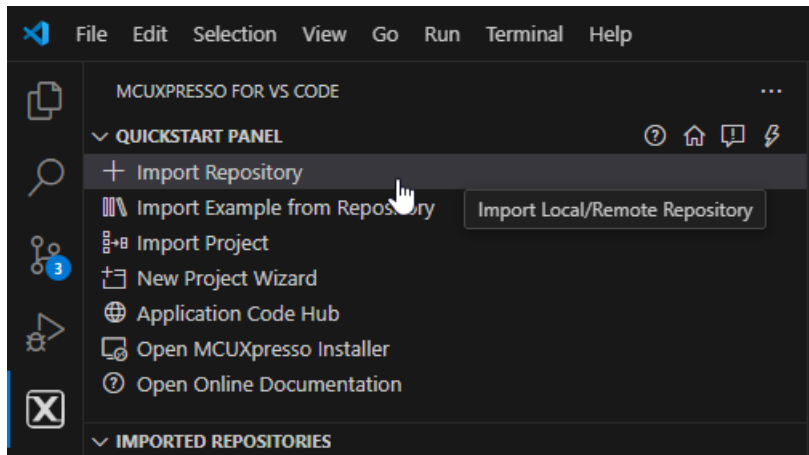 File Edit Selection View Go Run Terminal Help
MCUXPRESSO FOR VS CODE
QUICKSTART PANEL
Import Repository
Import Example from Repository
Import Local/Remote Repository
Import Project
3
New Project Wizard
Application Code Hub
Open MCUXpresso Installer
Open Online Documentation
IMPORTED REPOSITORIES